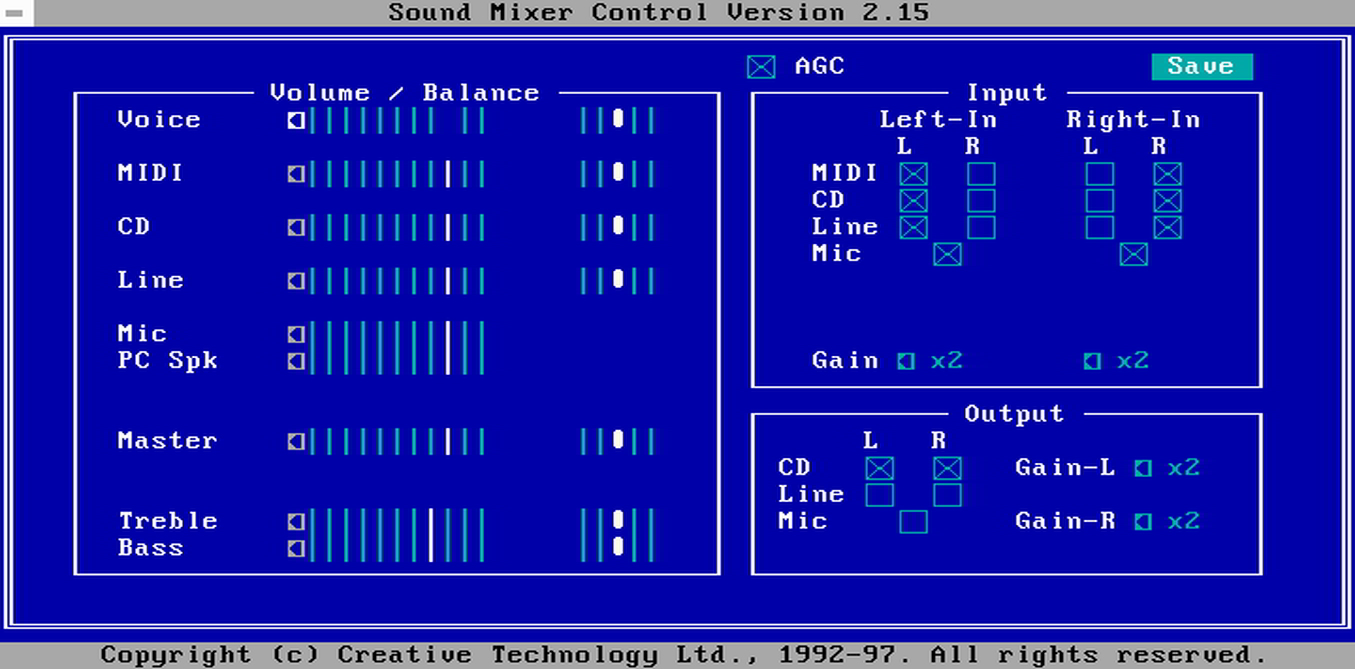 Sound Mixer Control Version 2.15
AGC
Save
Volume / Balance
Voice
MIDI
CD
Line
Mic
PC Spk
Master
Treble
Bass
Input
Left-In Right-In
L R L R
MIDI
CD
Line
Mic
Gain x2 x2
Output
L R
CD Gain-L x2
Line
Mic Gain-R x2
Copyright (c) Creative Technology Ltd., 1992-97. All rights reserved.